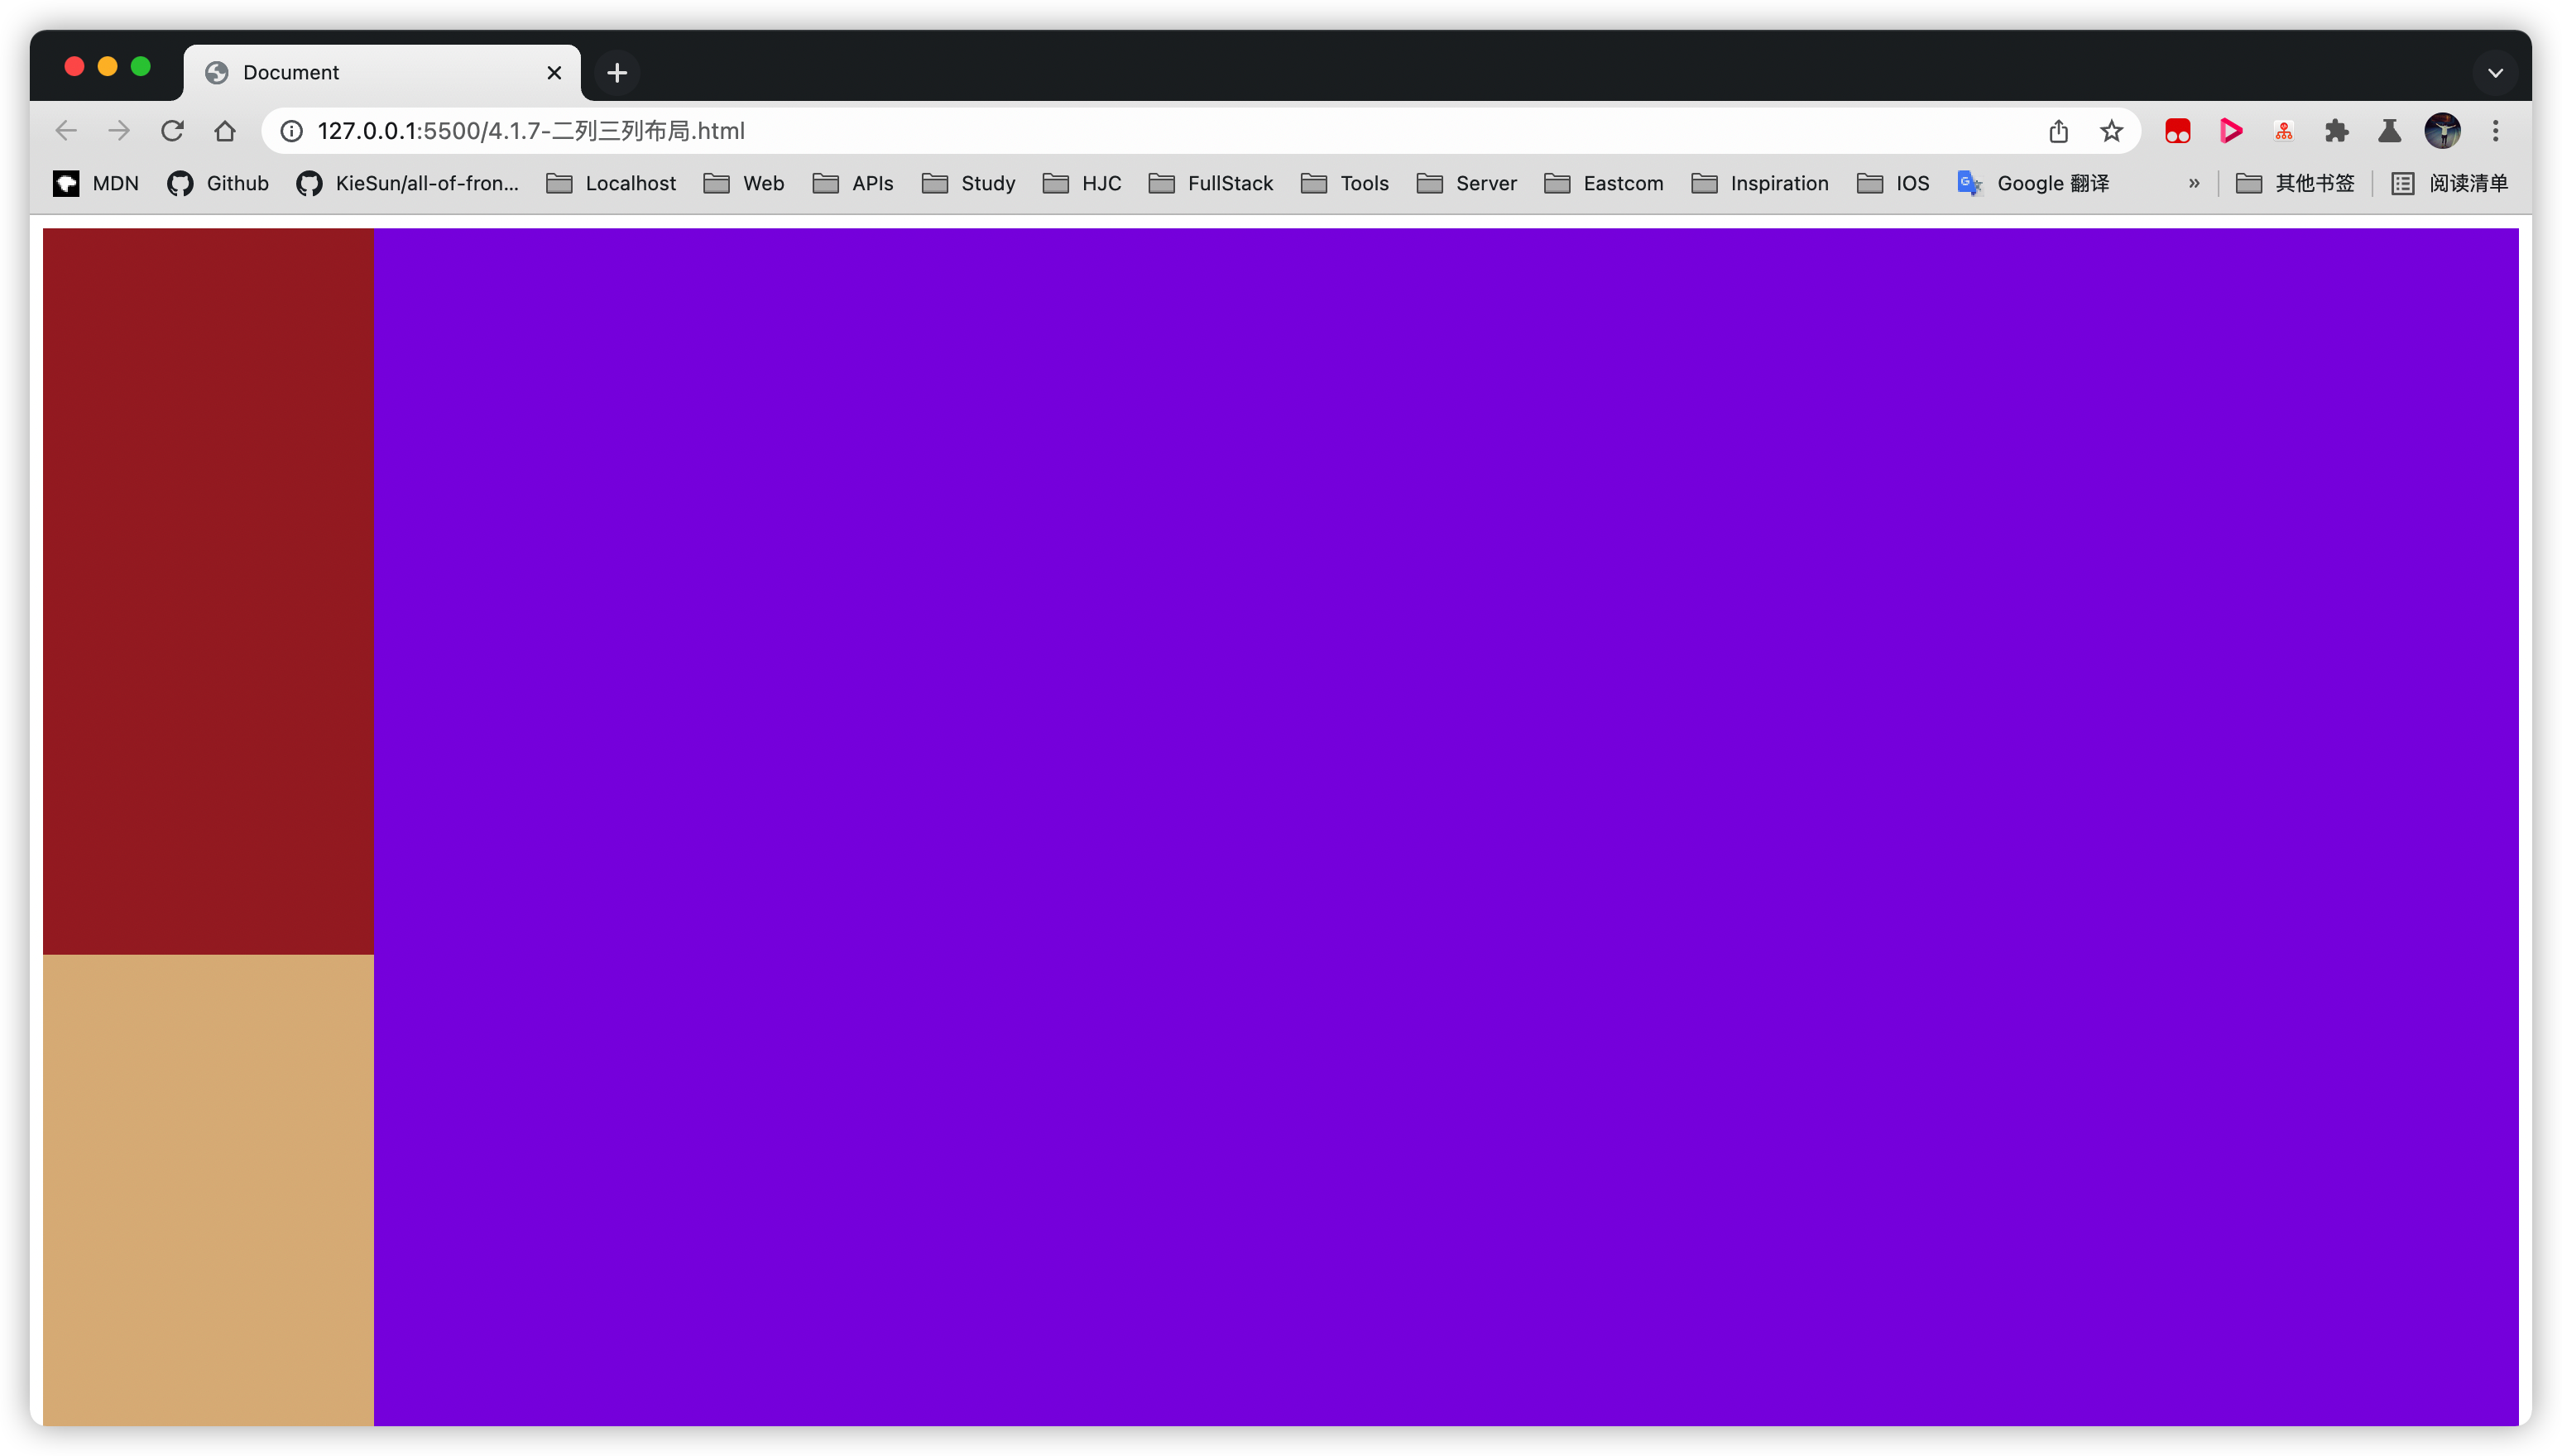 Document
127.0.0.1:5500/4.1.7-二列三列布局.html
MDN Github KieSun/all-of-fron... Localhost Web APIs Study HJC FullStack Tools Server Eastcom Inspiration IOS Google 翻译 » 其他书签 阅读清单